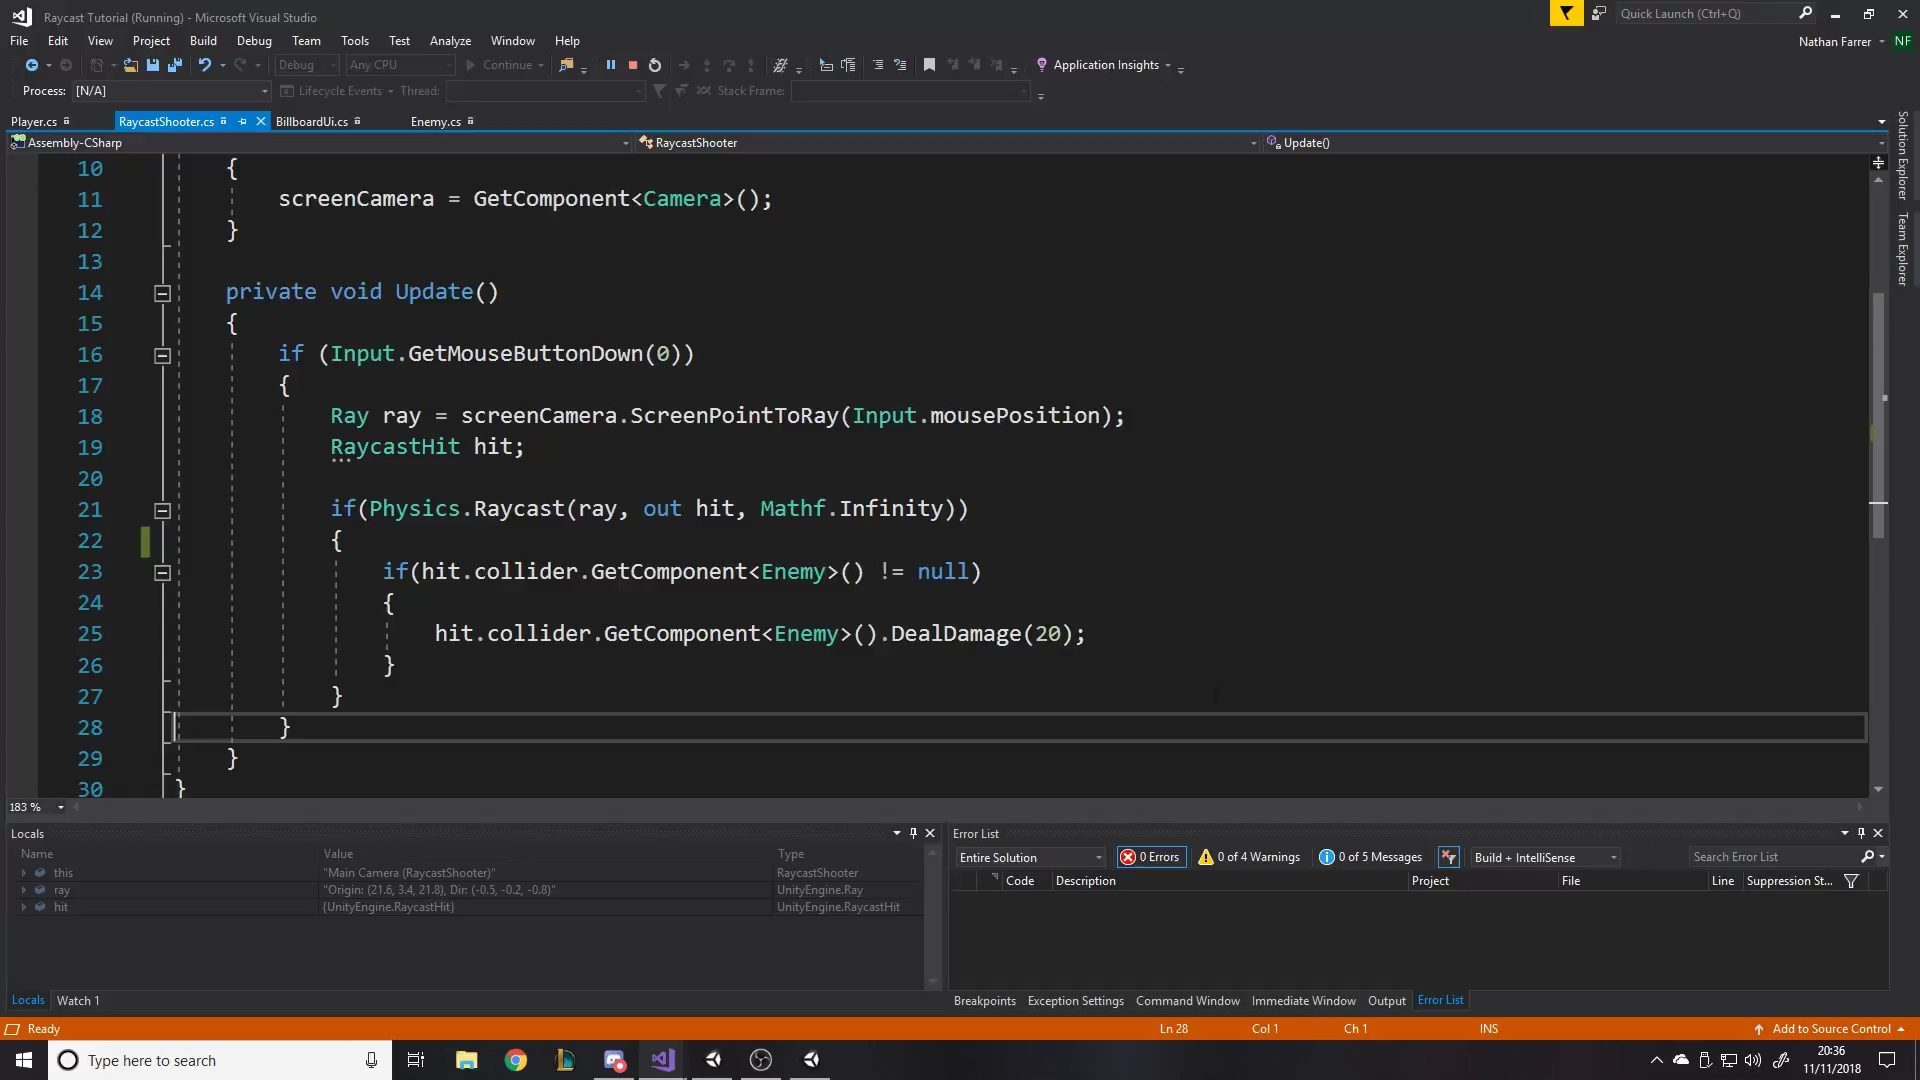 Raycast Tutorial (Running) - Microsoft Visual Studio
Quick Launch (Ctrl+Q)
File Edit View Project Build Debug Team Tools Test Analyze Window Help
Nathan Farrer NF
Debug Any CPU Continue Application Insights
Process: [N/A] Lifecycle Events Thread: Stack Frame:
Player.cs RaycastShooter.cs BillboardUi.cs Enemy.cs
Assembly-CSharp RaycastShooter Update()
Solution Explorer
Team Explorer
10 {
11 screenCamera = GetComponent<Camera>();
12 }
13
14 private void Update()
15 {
16 if (Input.GetMouseButtonDown(0))
17 {
18 Ray ray = screenCamera.ScreenPointToRay(Input.mousePosition);
19 RaycastHit hit;
20
21 if(Physics.Raycast(ray, out hit, Mathf.Infinity))
22 {
23 if(hit.collider.GetComponent<Enemy>() != null)
24 {
25 hit.collider.GetComponent<Enemy>().DealDamage(20);
26 }
27 }
28 }
29 }
30 }
183 %
Locals
Name Value Type
this "Main Camera (RaycastShooter)" RaycastShooter
ray "Origin: (21.6, 3.4, 21.8), Dir: (-0.5, -0.2, -0.8)" UnityEngine.Ray
hit {UnityEngine.RaycastHit} UnityEngine.RaycastHit
Locals Watch 1
Error List
Entire Solution 0 Errors 0 of 4 Warnings 0 of 5 Messages Build + IntelliSense Search Error List
Code Description Project File Line Suppression St...
Breakpoints Exception Settings Command Window Immediate Window Output Error List
Ready Ln 28 Col 1 Ch 1 INS Add to Source Control
Type here to search
20:36
11/11/2018